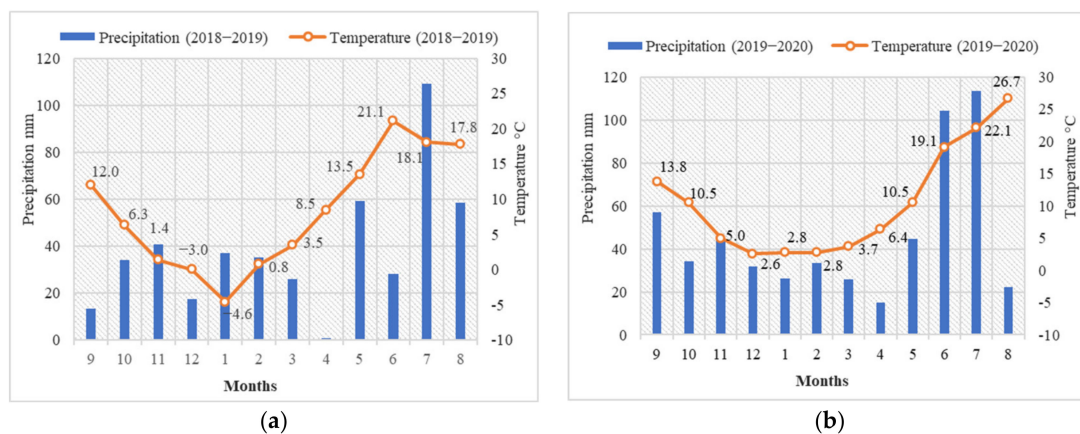 Precipitation (2018−2019) Temperature (2018−2019)
120 30
100 25
80 20
60 15
40 10
20 5
0 0
-5
-10
Precipitation mm
Temperature °C
12.0 6.3 1.4 −3.0 −4.6 0.8 3.5 8.5 13.5 21.1 18.1 17.8
9 10 11 12 1 2 3 4 5 6 7 8
Months
(a)
Precipitation (2019−2020) Temperature (2019−2020)
120 30
100 25
80 20
60 15
40 10
20 5
0 0
-5
-10
Precipitation mm
Temperature °C
13.8 10.5 5.0 2.6 2.8 2.8 3.7 6.4 10.5 19.1 22.1 26.7
9 10 11 12 1 2 3 4 5 6 7 8
Months
(b)